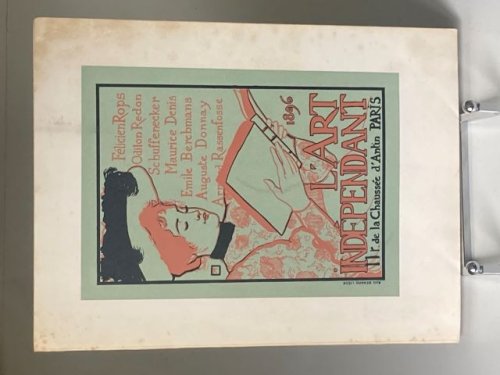 Félicien Rops
Odilon Redon
Schuffenecker
Maurice Denis
Emile Berchmans
Auguste Donnay
Armand Rassenfosse
1896
L'ART
INDÉPENDANT
11 r. de la Chaussée d'Antin PARIS